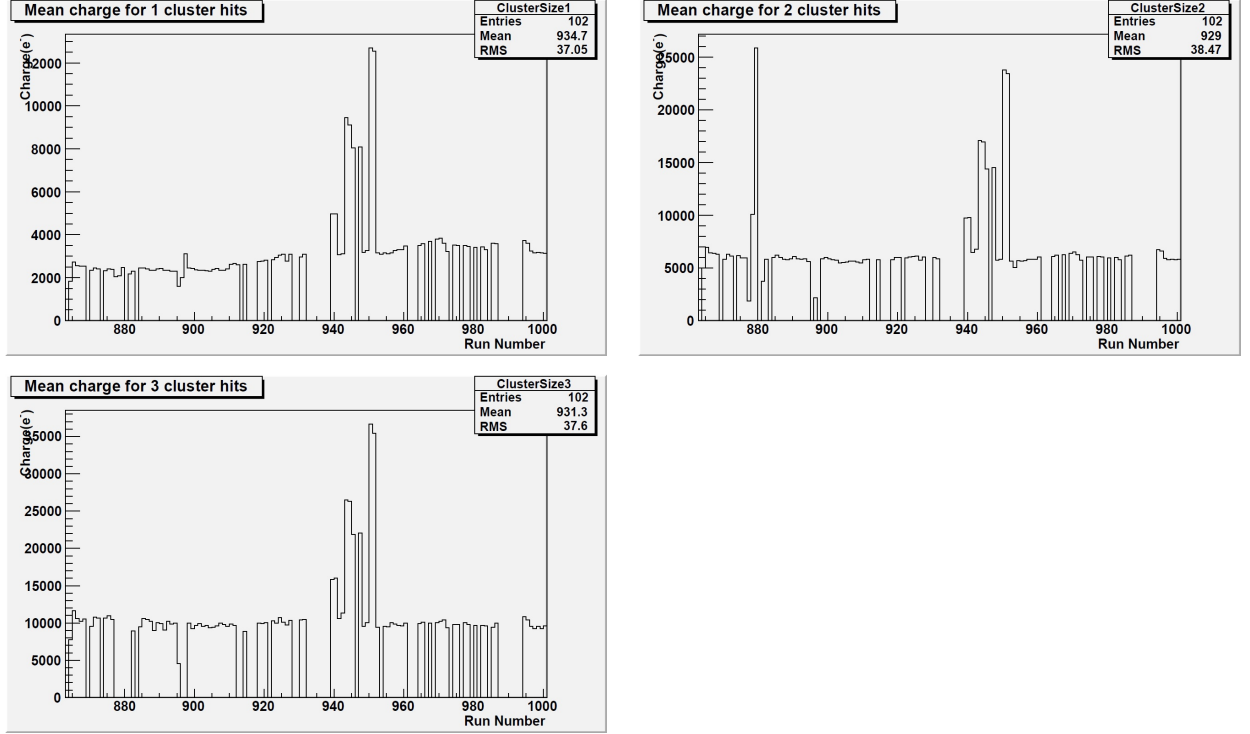 Mean charge for 1 cluster hits
ClusterSize1
Entries 102
Mean 934.7
RMS 37.05
Charge(e-)
12000
10000
8000
6000
4000
2000
0
880 900 920 940 960 980 1000
Run Number
Mean charge for 2 cluster hits
ClusterSize2
Entries 102
Mean 929
RMS 38.47
Charge(e-)
25000
20000
15000
10000
5000
0
880 900 920 940 960 980 1000
Run Number
Mean charge for 3 cluster hits
ClusterSize3
Entries 102
Mean 931.3
RMS 37.6
Charge(e-)
35000
30000
25000
20000
15000
10000
5000
0
880 900 920 940 960 980 1000
Run Number